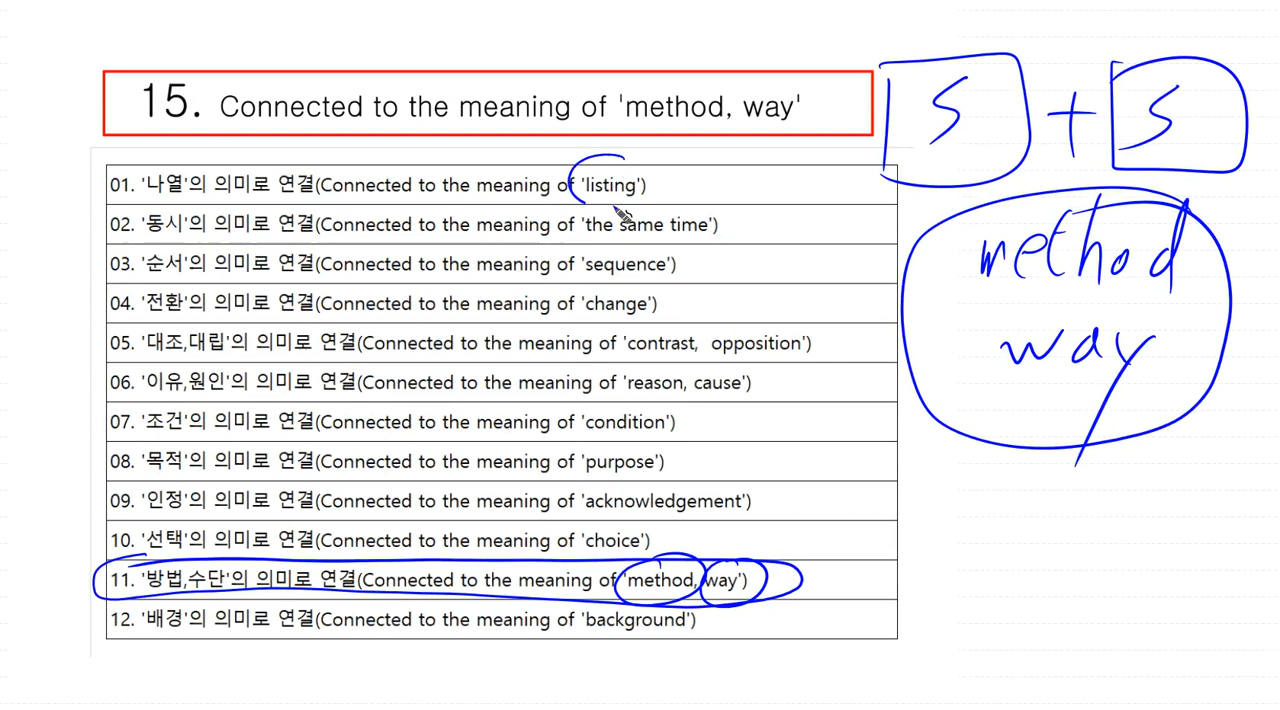 15. Connected to the meaning of 'method, way'
S + S
01. '나열'의 의미로 연결(Connected to the meaning of 'listing')
02. '동시'의 의미로 연결(Connected to the meaning of 'the same time')
03. '순서'의 의미로 연결(Connected to the meaning of 'sequence')
04. '전환'의 의미로 연결(Connected to the meaning of 'change')
05. '대조,대립'의 의미로 연결(Connected to the meaning of 'contrast, opposition')
06. '이유,원인'의 의미로 연결(Connected to the meaning of 'reason, cause')
07. '조건'의 의미로 연결(Connected to the meaning of 'condition')
08. '목적'의 의미로 연결(Connected to the meaning of 'purpose')
09. '인정'의 의미로 연결(Connected to the meaning of 'acknowledgement')
10. '선택'의 의미로 연결(Connected to the meaning of 'choice')
11. '방법,수단'의 의미로 연결(Connected to the meaning of 'method, way')
12. '배경'의 의미로 연결(Connected to the meaning of 'background')
method
way